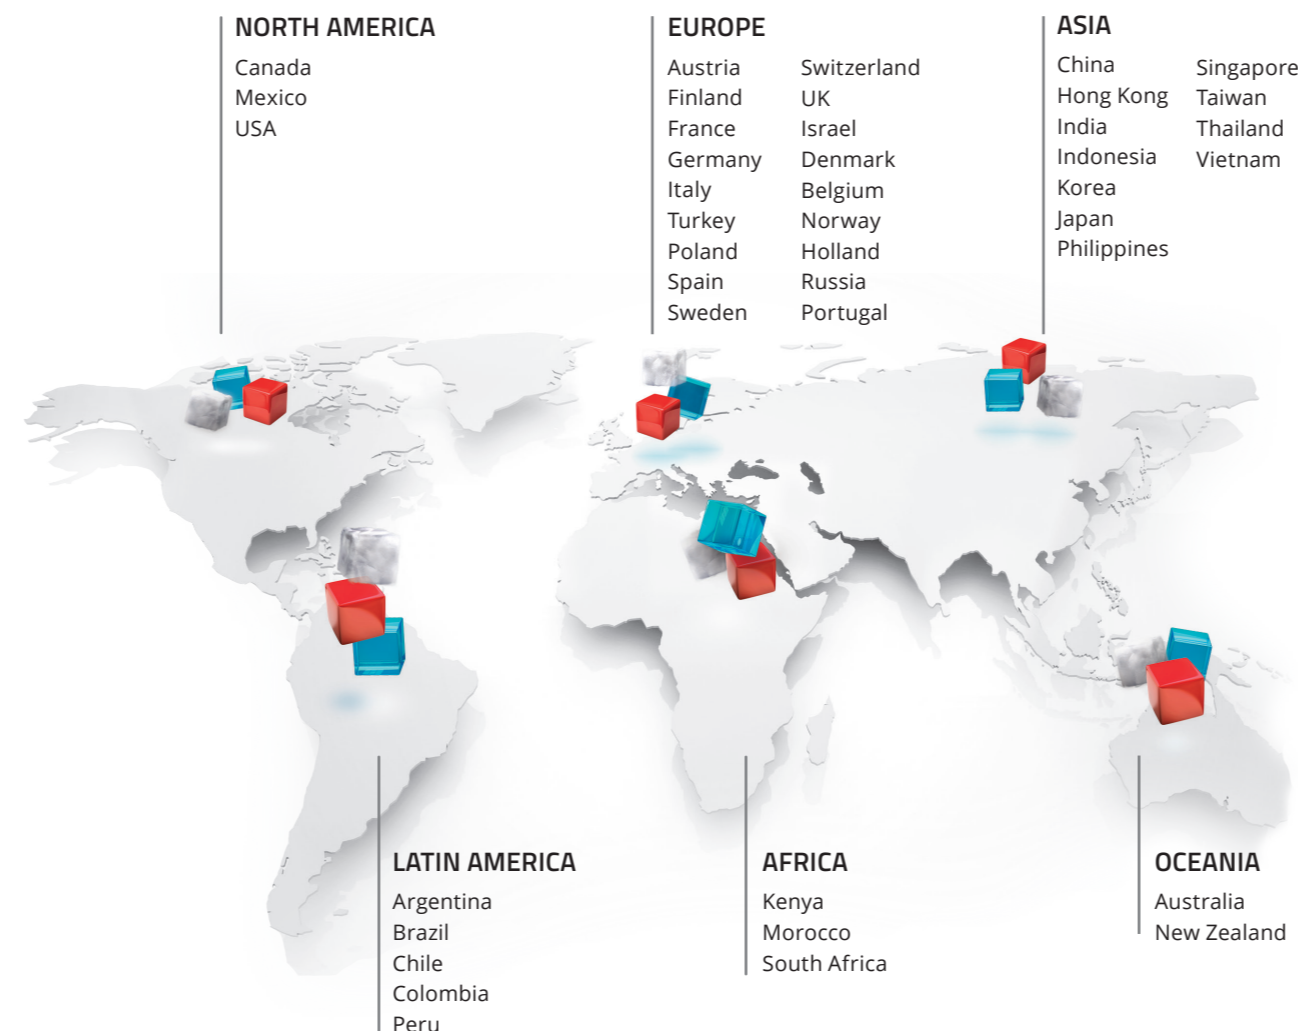 NORTH AMERICA
Canada
Mexico
USA
EUROPE
Austria
Finland
France
Germany
Italy
Turkey
Poland
Spain
Sweden
Switzerland
UK
Israel
Denmark
Belgium
Norway
Holland
Russia
Portugal
ASIA
China
Hong Kong
India
Indonesia
Korea
Japan
Philippines
Singapore
Taiwan
Thailand
Vietnam
LATIN AMERICA
Argentina
Brazil
Chile
Colombia
Peru
AFRICA
Kenya
Morocco
South Africa
OCEANIA
Australia
New Zealand